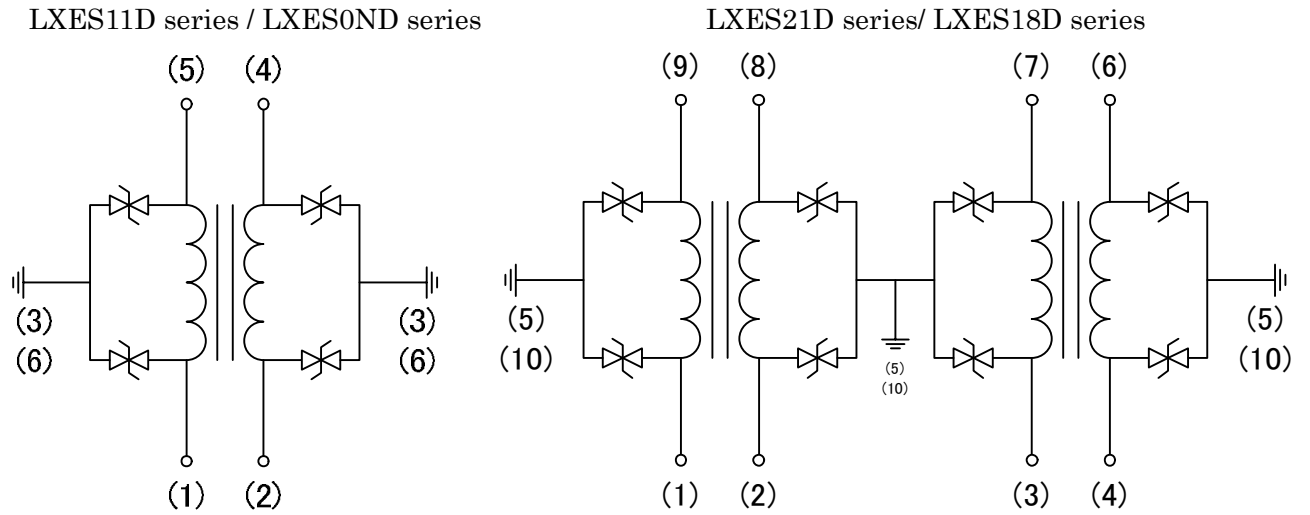 LXES11D series / LXES0ND series
LXES21D series/ LXES18D series
(5) (4)
(9) (8) (7) (6)
(3) (3)
(6) (6)
(5) (5)
(10) (10)
(5)
(10)
(1) (2)
(1) (2) (3) (4)